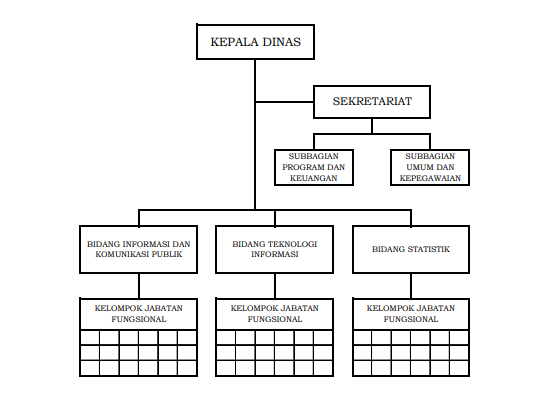 KEPALA DINAS
SEKRETARIAT
SUBBAGIAN
PROGRAM DAN
KEUANGAN
SUBBAGIAN
UMUM DAN
KEPEGAWAIAN
BIDANG INFORMASI DAN
KOMUNIKASI PUBLIK
BIDANG TEKNOLOGI
INFORMASI
BIDANG STATISTIK
KELOMPOK JABATAN
FUNGSIONAL
KELOMPOK JABATAN
FUNGSIONAL
KELOMPOK JABATAN
FUNGSIONAL